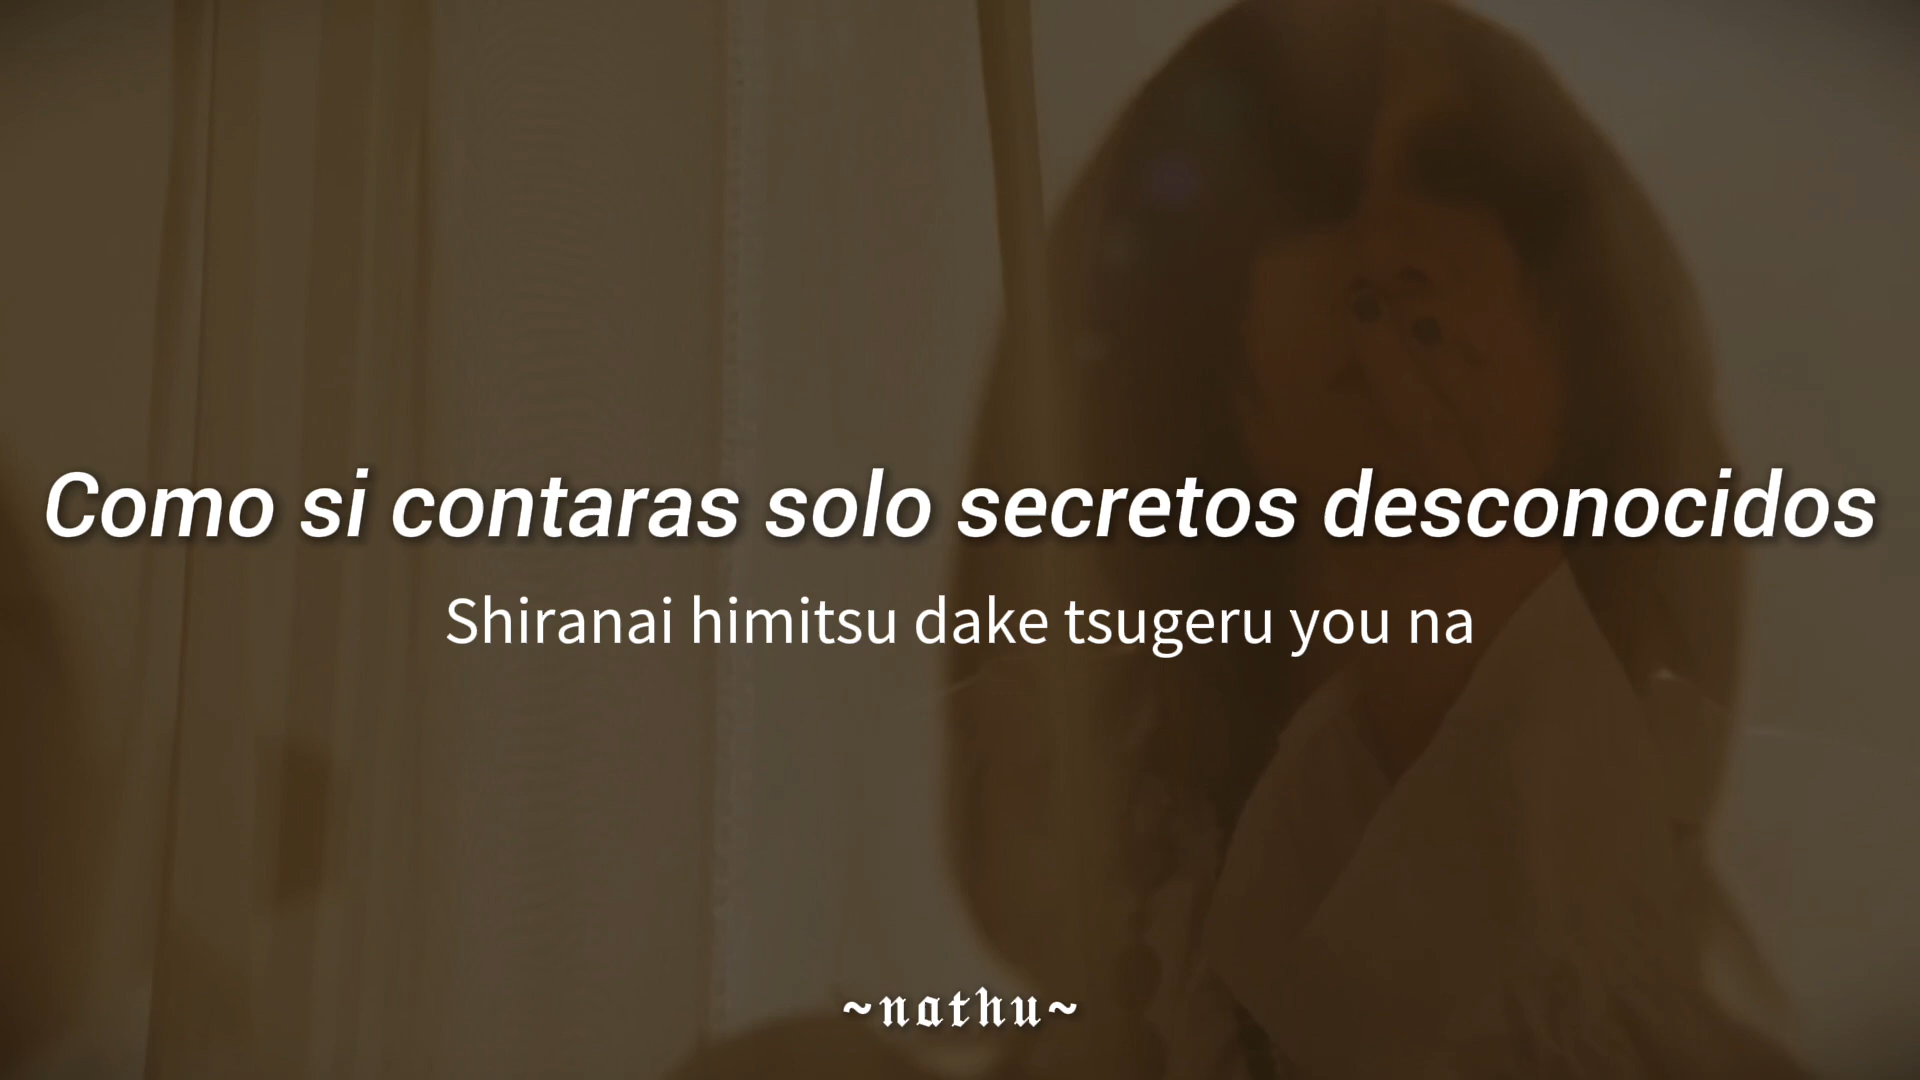 Como si contaras solo secretos desconocidos
Shiranai himitsu dake tsugeru you na
~nathu~